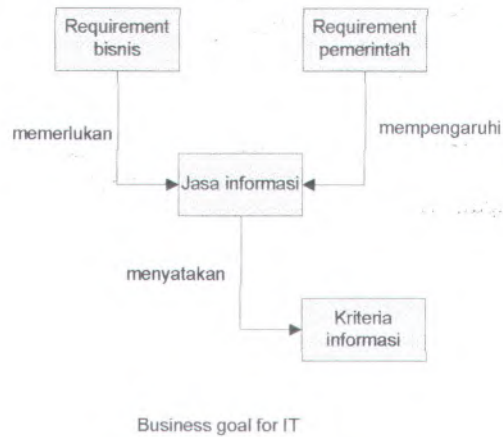 Requirement
bisnis
Requirement
pemerintah
memerlukan
mempengaruhi
Jasa informasi
menyatakan
Kriteria
informasi
Business goal for IT